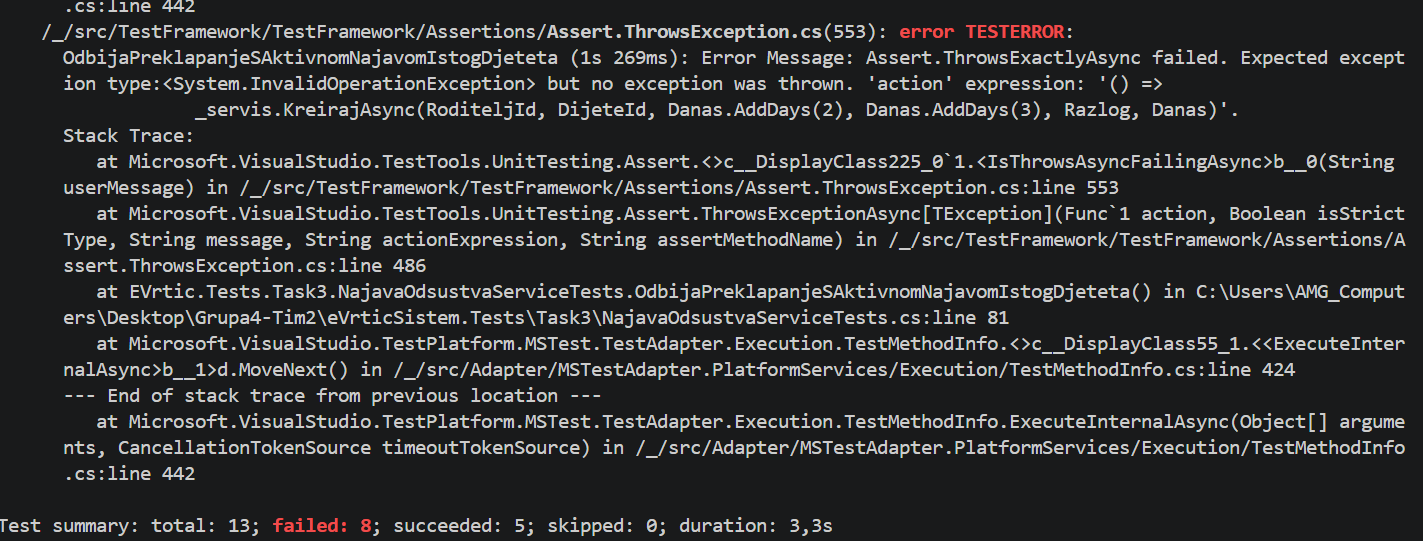 .cs:line 442
/_/src/TestFramework/TestFramework/Assertions/Assert.ThrowsException.cs(553): error TESTERROR:
OdbijaPreklapanjeSAktivnomNajavomIstogDjeteta (1s 269ms): Error Message: Assert.ThrowsExactlyAsync failed. Expected except
ion type:<System.InvalidOperationException> but no exception was thrown. 'action' expression: '() =>
_servis.KreirajAsync(RoditeljId, DijeteId, Danas.AddDays(2), Danas.AddDays(3), Razlog, Danas)'.
Stack Trace:
at Microsoft.VisualStudio.TestTools.UnitTesting.Assert.<>c__DisplayClass225_0`1.<IsThrowsAsyncFailingAsync>b__0(String
userMessage) in /_/src/TestFramework/TestFramework/Assertions/Assert.ThrowsException.cs:line 553
at Microsoft.VisualStudio.TestTools.UnitTesting.Assert.ThrowsExceptionAsync[TException](Func`1 action, Boolean isStrict
Type, String message, String actionExpression, String assertMethodName) in /_/src/TestFramework/TestFramework/Assertions/A
ssert.ThrowsException.cs:line 486
at EVrtic.Tests.Task3.NajavaOdsustvaServiceTests.OdbijaPreklapanjeSAktivnomNajavomIstogDjeteta() in C:\Users\AMG_Comput
ers\Desktop\Grupa4-Tim2\eVrticSistem.Tests\Task3\NajavaOdsustvaServiceTests.cs:line 81
at Microsoft.VisualStudio.TestPlatform.MSTest.TestAdapter.Execution.TestMethodInfo.<>c__DisplayClass55_1.<<ExecuteInter
nalAsync>b__1>d.MoveNext() in /_/src/Adapter/MSTestAdapter.PlatformServices/Execution/TestMethodInfo.cs:line 424
--- End of stack trace from previous location ---
at Microsoft.VisualStudio.TestPlatform.MSTest.TestAdapter.Execution.TestMethodInfo.ExecuteInternalAsync(Object[] argume
nts, CancellationTokenSource timeoutTokenSource) in /_/src/Adapter/MSTestAdapter.PlatformServices/Execution/TestMethodInfo
.cs:line 442
Test summary: total: 13; failed: 8; succeeded: 5; skipped: 0; duration: 3,3s